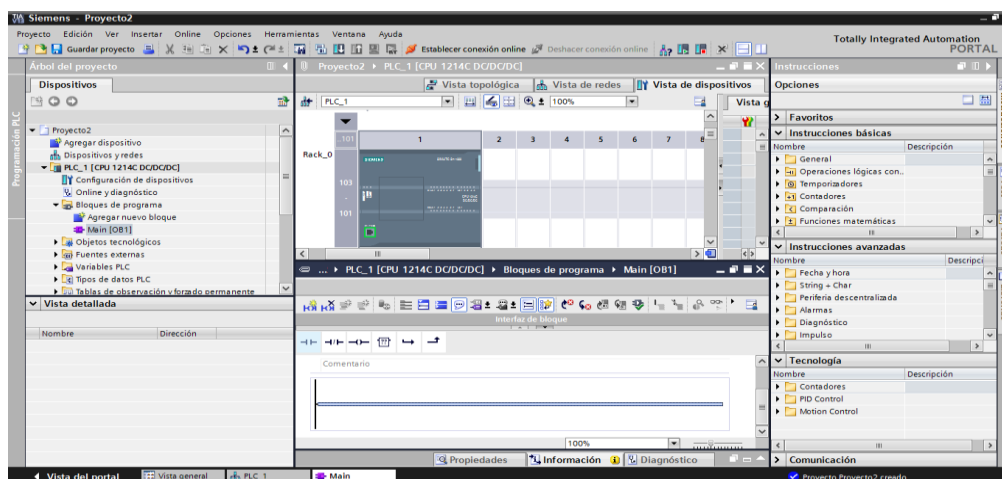 Siemens - Proyecto2
Proyecto Edición Ver Insertar Online Opciones Herramientas Ventana Ayuda
Totally Integrated Automation
PORTAL
Guardar proyecto
Establecer conexión online
Deshacer conexión online
Árbol del proyecto
Dispositivos
Programación PLC
Proyecto2
Agregar dispositivo
Dispositivos y redes
PLC_1 [CPU 1214C DC/DC/DC]
Configuración de dispositivos
Online y diagnóstico
Bloques de programa
Agregar nuevo bloque
Main [OB1]
Objetos tecnológicos
Fuentes externas
Variables PLC
Tipos de datos PLC
Tablas de observación y forzado permanente
Vista detallada
Nombre Dirección
Proyecto2 PLC_1 [CPU 1214C DC/DC/DC]
Vista topológica Vista de redes Vista de dispositivos
PLC_1 100% Vista g
..101 1 2 3 4 5 6 7 8
Rack_0
SIEMENS
103
101
... PLC_1 [CPU 1214C DC/DC/DC] Bloques de programa Main [OB1]
Interfaz de bloque
Comentario
100%
Propiedades Información Diagnóstico
Instrucciones
Opciones
Favoritos
Instrucciones básicas
Nombre Descripción
General
Operaciones lógicas con..
Temporizadores
Contadores
Comparación
Funciones matemáticas
Instrucciones avanzadas
Nombre Descripci
Fecha y hora
String + Char
Periferia descentralizada
Alarmas
Diagnóstico
Impulso
Tecnología
Nombre Descripción
Contadores
PID Control
Motion Control
Comunicación
Vista del portal Vista general PLC_1 Main Proyecto Proyecto2 creado